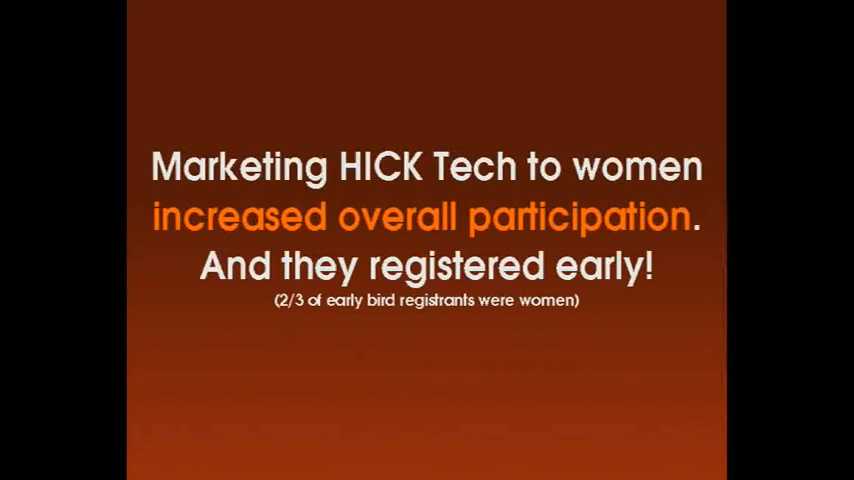 Marketing HICK Tech to women
increased overall participation.
And they registered early!
(2/3 of early bird registrants were women)